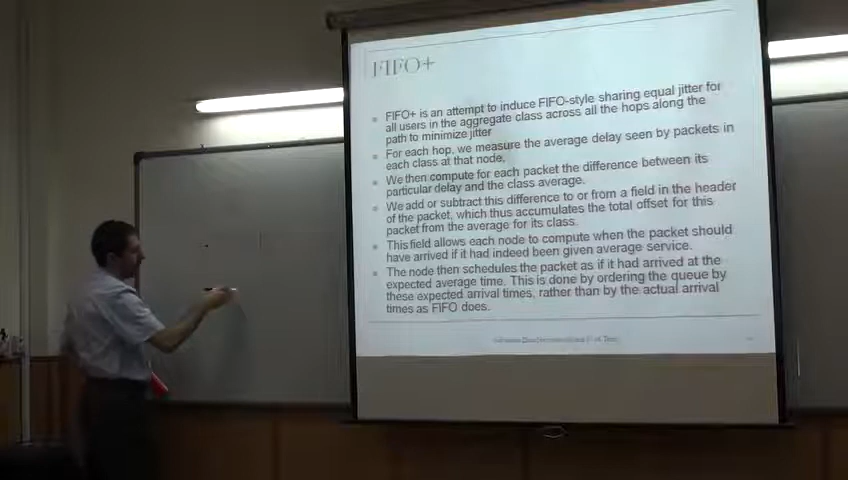 FIFO+
FIFO+ is an attempt to induce FIFO-style sharing equal jitter for
all users in the aggregate class across all the hops along the
path to minimize jitter
For each hop, we measure the average delay seen by packets in
each class at that node,
We then compute for each packet the difference between its
particular delay and the class average.
We add or subtract this difference to or from a field in the header
of the packet, which thus accumulates the total offset for this
packet from the average for its class.
This field allows each node to compute when the packet should
have arrived if it had indeed been given average service.
The node then schedules the packet as if it had arrived at the
expected average time. This is done by ordering the queue by
these expected arrival times, rather than by the actual arrival
times as FIFO does.